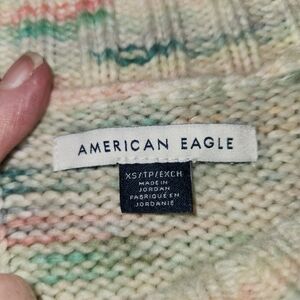 AMERICAN EAGLE
XS/TP/EXCH
MADE IN
JORDAN
FABRIQUÉ EN
JORDANIE